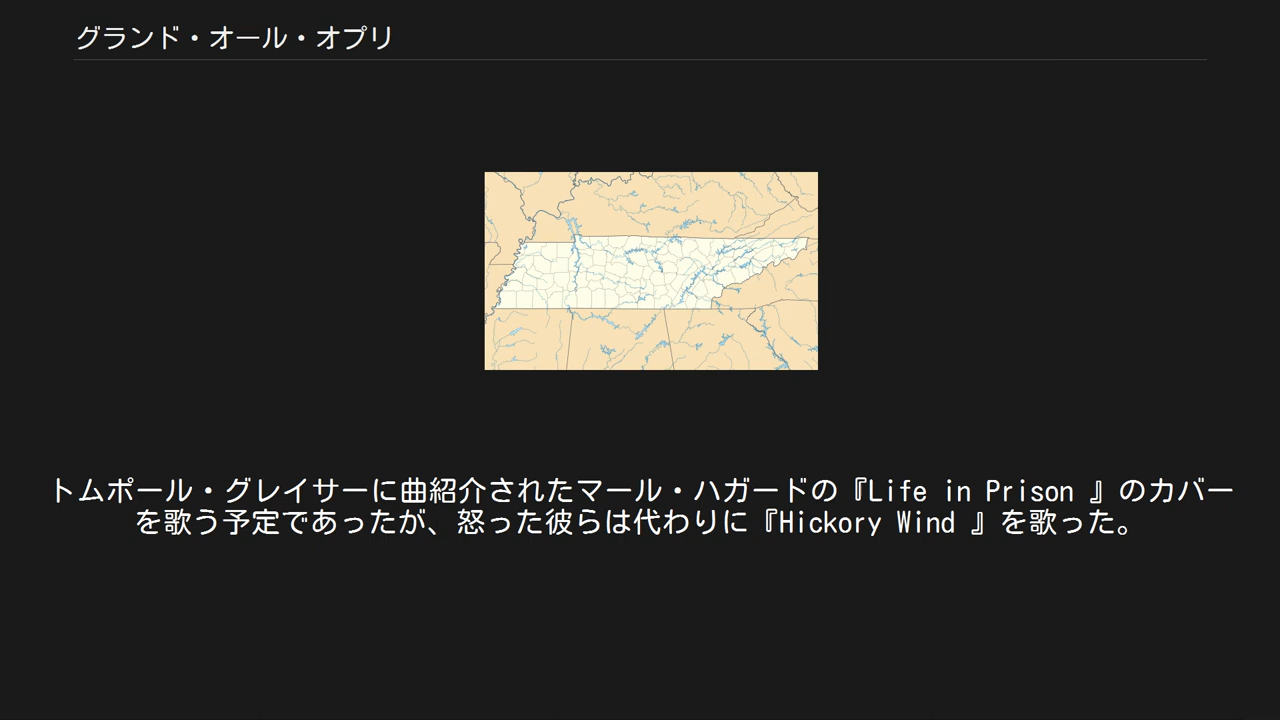 グランド・オール・オプリ
トムポール・グレイサーに曲紹介されたマール・ハガードの『Life in Prison 』のカバー
を歌う予定であったが、怒った彼らは代わりに『Hickory Wind 』を歌った。